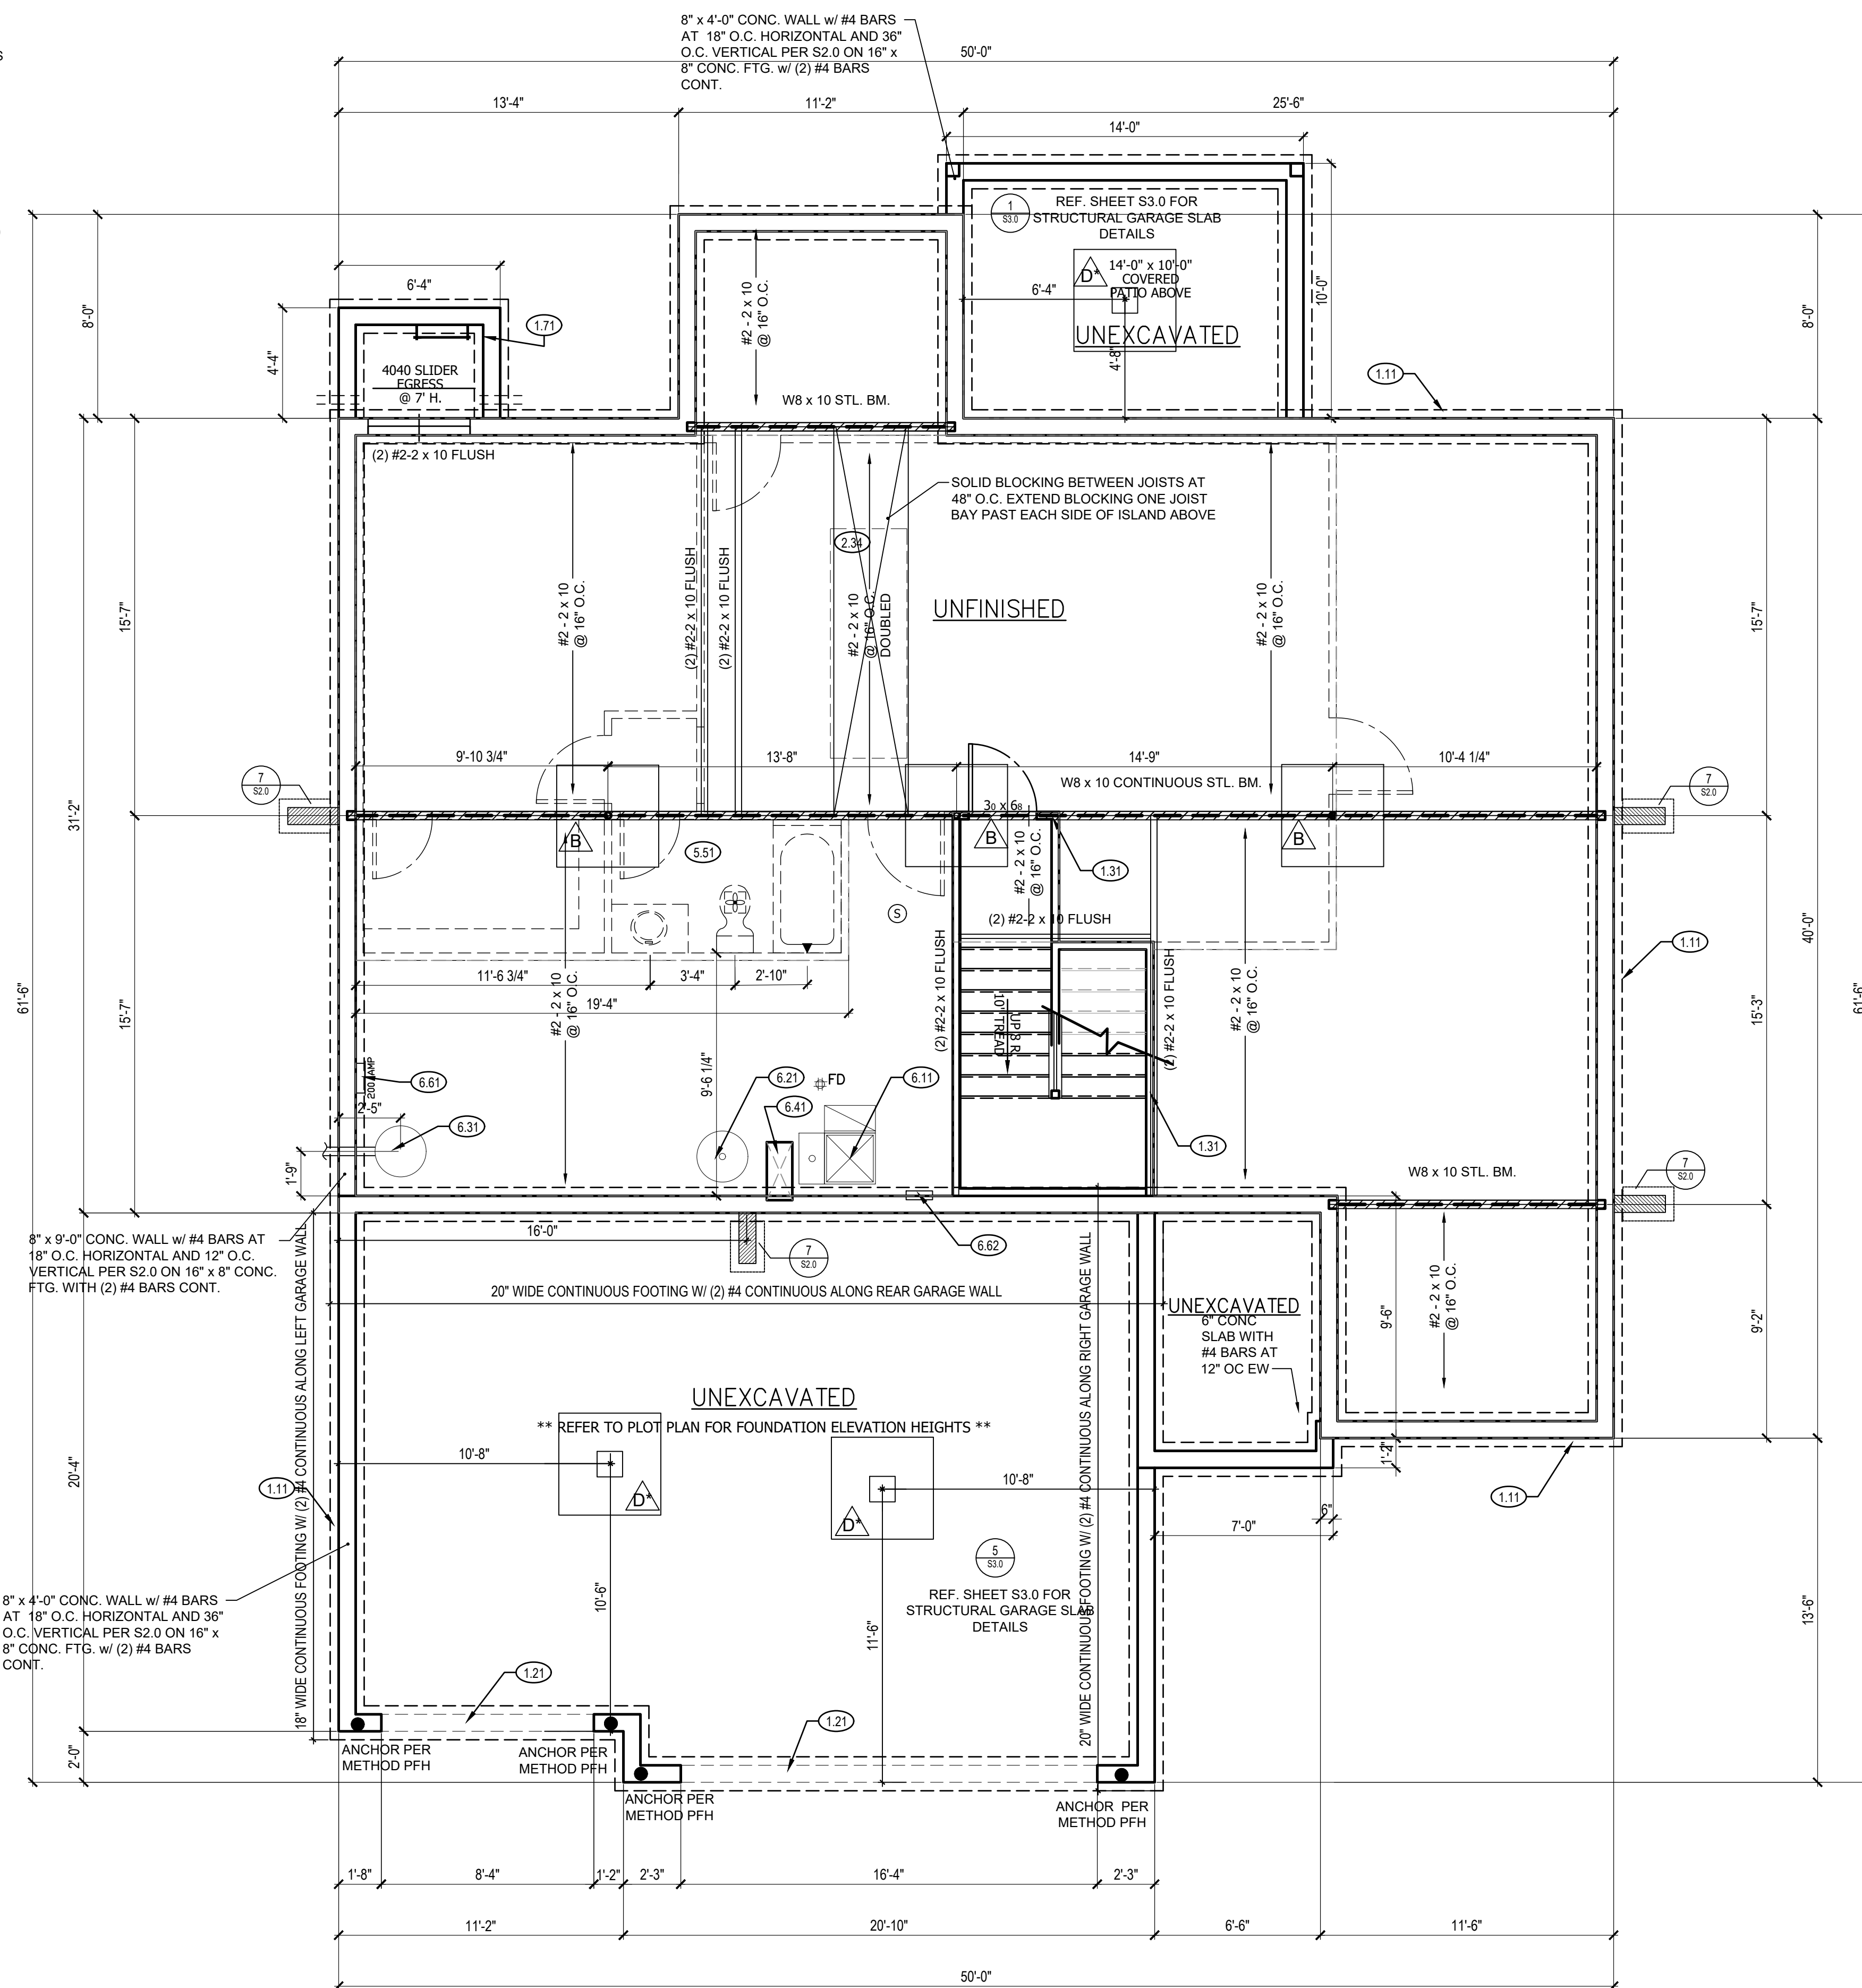 8" x 4'-0" CONC. WALL w/ #4 BARS
AT 18" O.C. HORIZONTAL AND 36"
O.C. VERTICAL PER S2.0 ON 16" x
8" CONC. FTG. w/ (2) #4 BARS
CONT.
50'-0"
13'-4"
11'-2"
25'-6"
14'-0"
1
S3.0
REF. SHEET S3.0 FOR
STRUCTURAL GARAGE SLAB
DETAILS
D*
14'-0" x 10'-0"
COVERED
PATIO ABOVE
6'-4"
4'-8"
10'-0"
UNEXCAVATED
6'-4"
8'-0"
4'-4"
1.71
4040 SLIDER
EGRESS
@ 7' H.
#2 - 2 x 10
@ 16" O.C.
W8 x 10 STL. BM.
8'-0"
1.11
(2) #2-2 x 10 FLUSH
SOLID BLOCKING BETWEEN JOISTS AT
48" O.C. EXTEND BLOCKING ONE JOIST
BAY PAST EACH SIDE OF ISLAND ABOVE
2.34
UNFINISHED
#2 - 2 x 10
@ 16" O.C.
(2) #2-2 x 10 FLUSH
(2) #2-2 x 10 FLUSH
#2 - 2 x 10
@ 16" O.C.
DOUBLED
#2 - 2 x 10
@ 16" O.C.
15'-7"
15'-7"
31'-2"
9'-10 3/4"
13'-8"
14'-9"
10'-4 1/4"
W8 x 10 CONTINUOUS STL. BM.
7
S2.0
7
S2.0
30 x 68
B
B
B
5.51
1.31
#2 - 2 x 10
@ 16" O.C.
(2) #2-2 x 10 FLUSH
S
40'-0"
1.11
61'-6"
61'-6"
11'-6 3/4"
3'-4"
2'-10"
19'-4"
#2 - 2 x 10
@ 16" O.C.
(2) #2-2 x 10 FLUSH
UP 8 R
10" TREAD
(2) #2-2 x 10 FLUSH
#2 - 2 x 10
@ 16" O.C.
15'-7"
15'-3"
9'-6 1/4"
200 AMP
6.61
2'-5"
6.31
1'-9"
6.21
FD
6.11
6.41
1.31
W8 x 10 STL. BM.
7
S2.0
8" x 9'-0" CONC. WALL w/ #4 BARS AT
18" O.C. HORIZONTAL AND 12" O.C.
VERTICAL PER S2.0 ON 16" x 8" CONC.
FTG. WITH (2) #4 BARS CONT.
16'-0"
7
S2.0
6.62
20" WIDE CONTINUOUS FOOTING W/ (2) #4 CONTINUOUS ALONG REAR GARAGE WALL
18" WIDE CONTINUOUS FOOTING W/ (2) #4 CONTINUOUS ALONG LEFT GARAGE WALL
20" WIDE CONTINUOUS FOOTING W/ (2) #4 CONTINUOUS ALONG RIGHT GARAGE WALL
UNEXCAVATED
6" CONC
SLAB WITH
#4 BARS AT
12" OC EW
9'-6"
#2 - 2 x 10
@ 16" O.C.
9'-2"
UNEXCAVATED
** REFER TO PLOT PLAN FOR FOUNDATION ELEVATION HEIGHTS **
10'-8"
D*
D*
10'-8"
1'-2"
6"
7'-0"
1.11
1.11
20'-4"
5
S3.0
REF. SHEET S3.0 FOR
STRUCTURAL GARAGE SLAB
DETAILS
10'-6"
11'-6"
13'-6"
8" x 4'-0" CONC. WALL w/ #4 BARS
AT 18" O.C. HORIZONTAL AND 36"
O.C. VERTICAL PER S2.0 ON 16" x
8" CONC. FTG. w/ (2) #4 BARS
CONT.
1.21
1.21
2'-0"
ANCHOR PER
METHOD PFH
ANCHOR PER
METHOD PFH
ANCHOR PER
METHOD PFH
ANCHOR PER
METHOD PFH
1'-8"
8'-4"
1'-2"
2'-3"
16'-4"
2'-3"
11'-2"
20'-10"
6'-6"
11'-6"
50'-0"